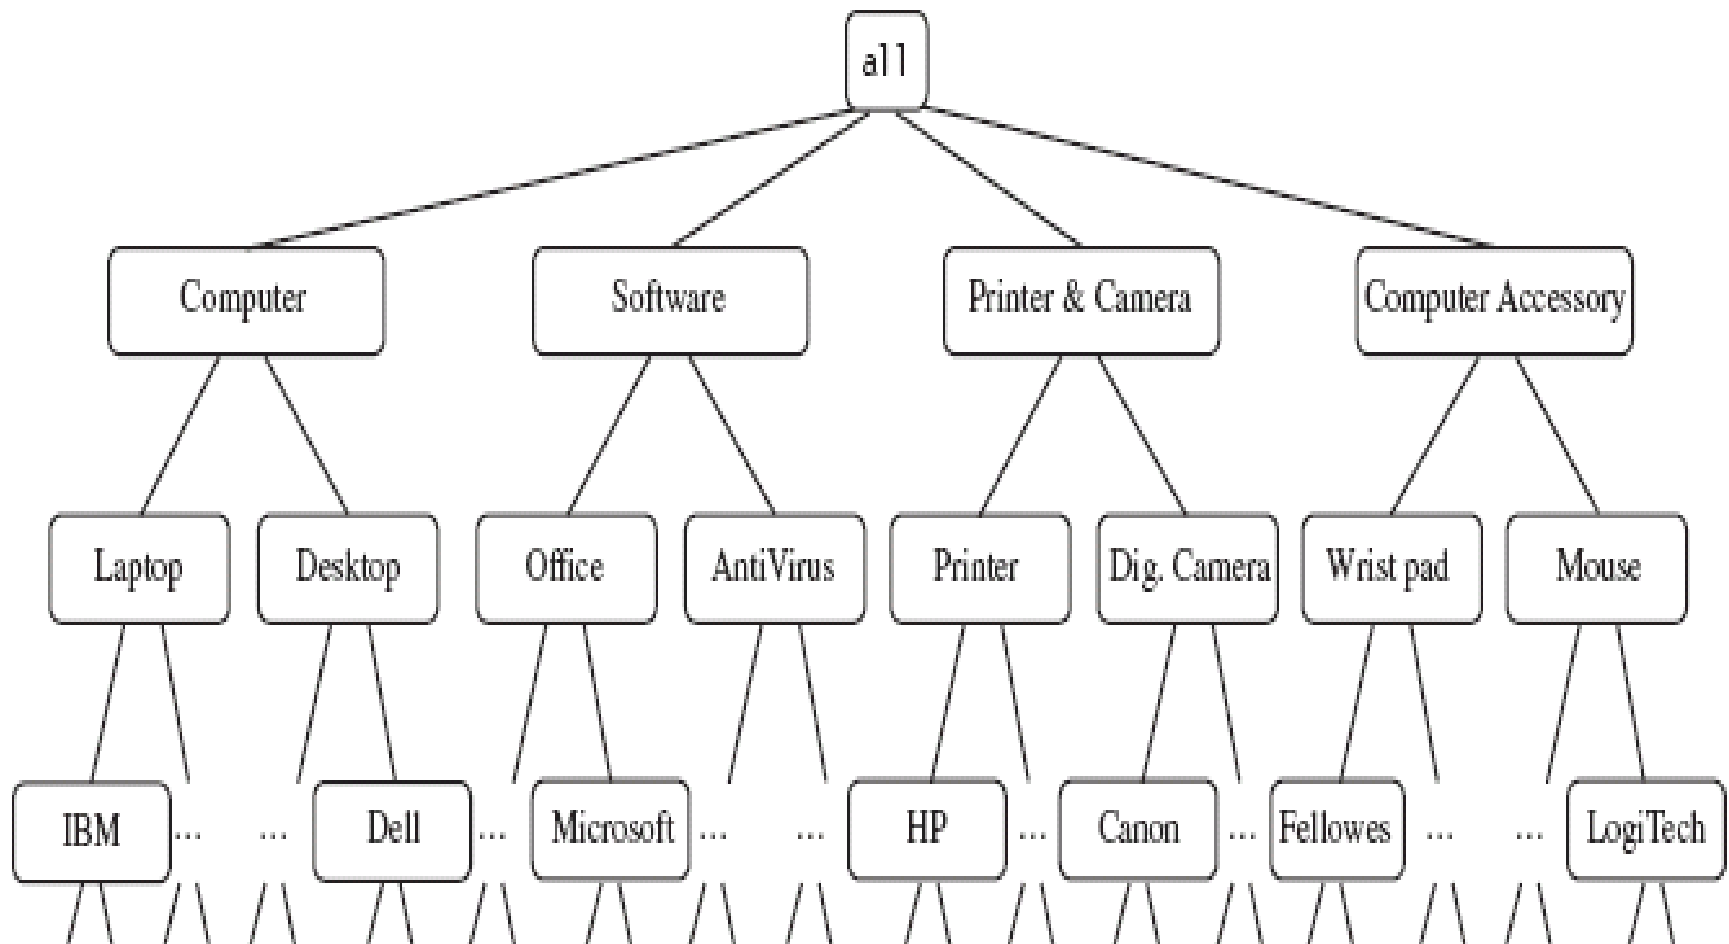 all
Computer
Software
Printer & Camera
Computer Accessory
Laptop
Desktop
Office
AntiVirus
Printer
Dig. Camera
Wrist pad
Mouse
IBM
...
...
Dell
...
Microsoft
...
...
HP
...
Canon
...
Fellowes
...
...
LogiTech